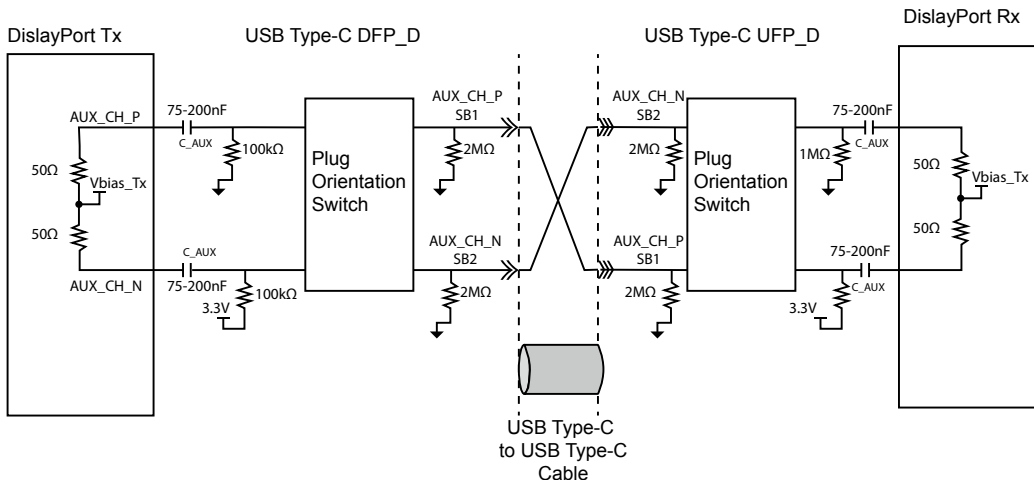 DislayPort Tx
USB Type-C DFP_D
USB Type-C UFP_D
DislayPort Rx
AUX_CH_P
75-200nF
C_AUX
100kΩ
50Ω
Vbias_Tx
50Ω
AUX_CH_N
C_AUX
75-200nF
100kΩ
3.3V
Plug
Orientation
Switch
AUX_CH_P
SB1
2MΩ
AUX_CH_N
SB2
2MΩ
AUX_CH_N
SB2
2MΩ
AUX_CH_P
SB1
2MΩ
Plug
Orientation
Switch
75-200nF
C_AUX
1MΩ
50Ω
Vbias_Tx
50Ω
75-200nF
C_AUX
3.3V
USB Type-C
to USB Type-C
Cable